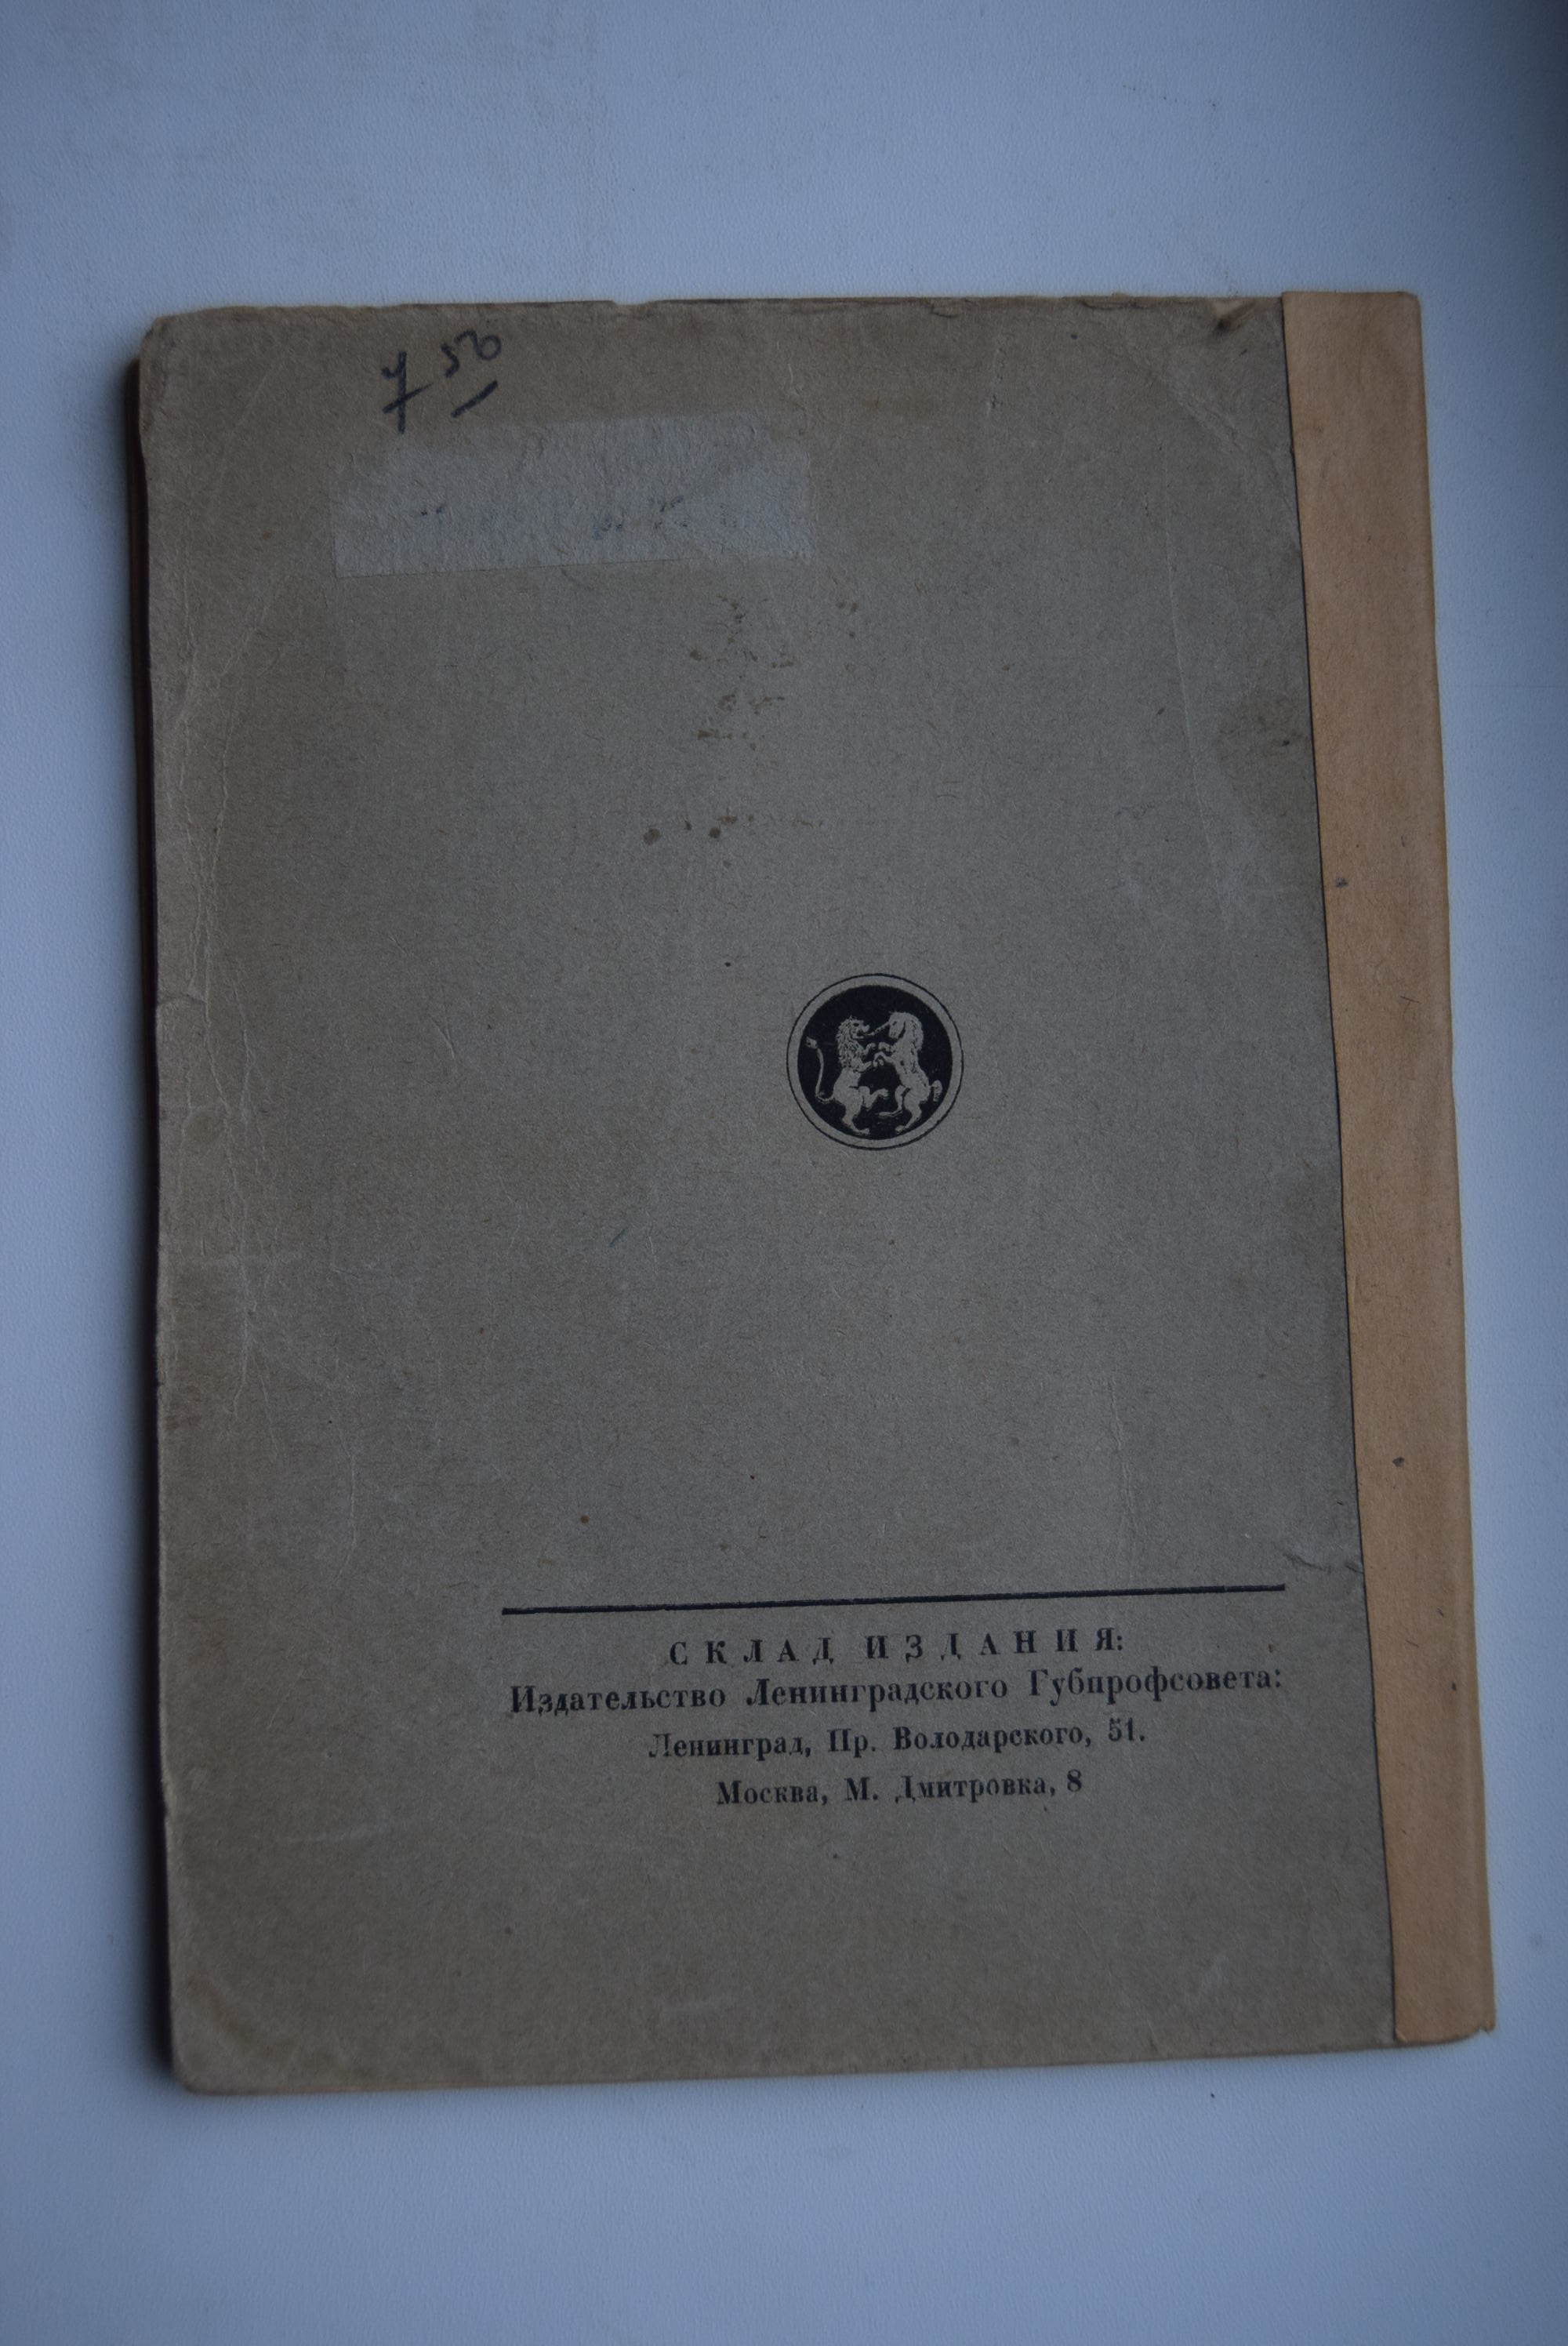 7 50
СКЛАД ИЗДАНИЯ:
Издательство Ленинградского Губпрофсовета:
Ленинград, Пр. Володарского, 51.
Москва, М. Дмитровка, 8